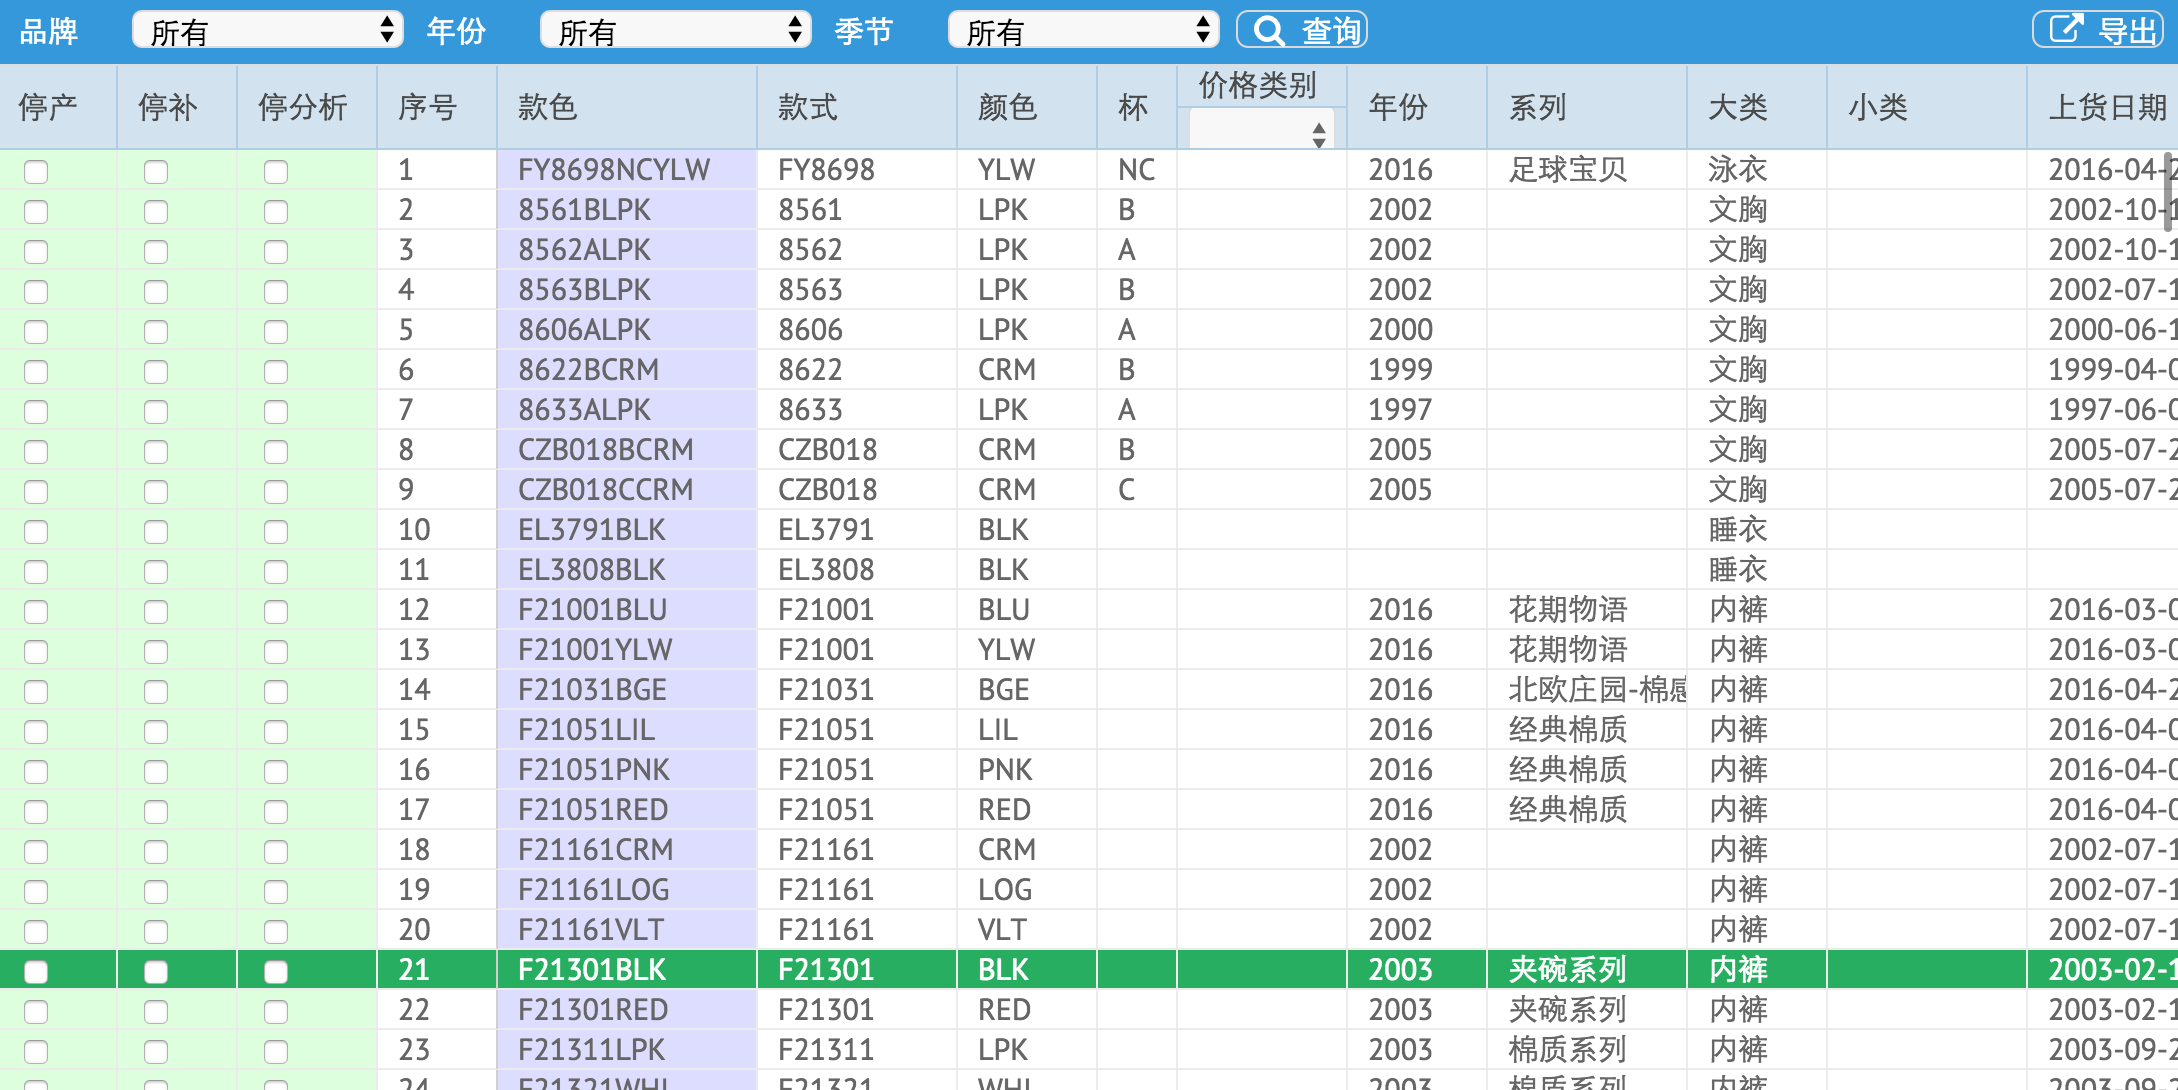 品牌 所有 年份 所有 季节 所有 查询 导出
停产 停补 停分析 序号 款色 款式 颜色 杯 价格类别 年份 系列 大类 小类 上货日期
1 FY8698NCYLW FY8698 YLW NC 2016 足球宝贝 泳衣 2016-04-2
2 8561BLPK 8561 LPK B 2002 文胸 2002-10-1
3 8562ALPK 8562 LPK A 2002 文胸 2002-10-1
4 8563BLPK 8563 LPK B 2002 文胸 2002-07-1
5 8606ALPK 8606 LPK A 2000 文胸 2000-06-1
6 8622BCRM 8622 CRM B 1999 文胸 1999-04-0
7 8633ALPK 8633 LPK A 1997 文胸 1997-06-0
8 CZB018BCRM CZB018 CRM B 2005 文胸 2005-07-2
9 CZB018CCRM CZB018 CRM C 2005 文胸 2005-07-2
10 EL3791BLK EL3791 BLK 睡衣
11 EL3808BLK EL3808 BLK 睡衣
12 F21001BLU F21001 BLU 2016 花期物语 内裤 2016-03-0
13 F21001YLW F21001 YLW 2016 花期物语 内裤 2016-03-0
14 F21031BGE F21031 BGE 2016 北欧庄园-棉感 内裤 2016-04-2
15 F21051LIL F21051 LIL 2016 经典棉质 内裤 2016-04-0
16 F21051PNK F21051 PNK 2016 经典棉质 内裤 2016-04-0
17 F21051RED F21051 RED 2016 经典棉质 内裤 2016-04-0
18 F21161CRM F21161 CRM 2002 内裤 2002-07-1
19 F21161LOG F21161 LOG 2002 内裤 2002-07-1
20 F21161VLT F21161 VLT 2002 内裤 2002-07-1
21 F21301BLK F21301 BLK 2003 夹碗系列 内裤 2003-02-1
22 F21301RED F21301 RED 2003 夹碗系列 内裤 2003-02-1
23 F21311LPK F21311 LPK 2003 棉质系列 内裤 2003-09-2
24 F21321WHI F21321 WHI 2003 棉质系列 内裤 2003-09-2